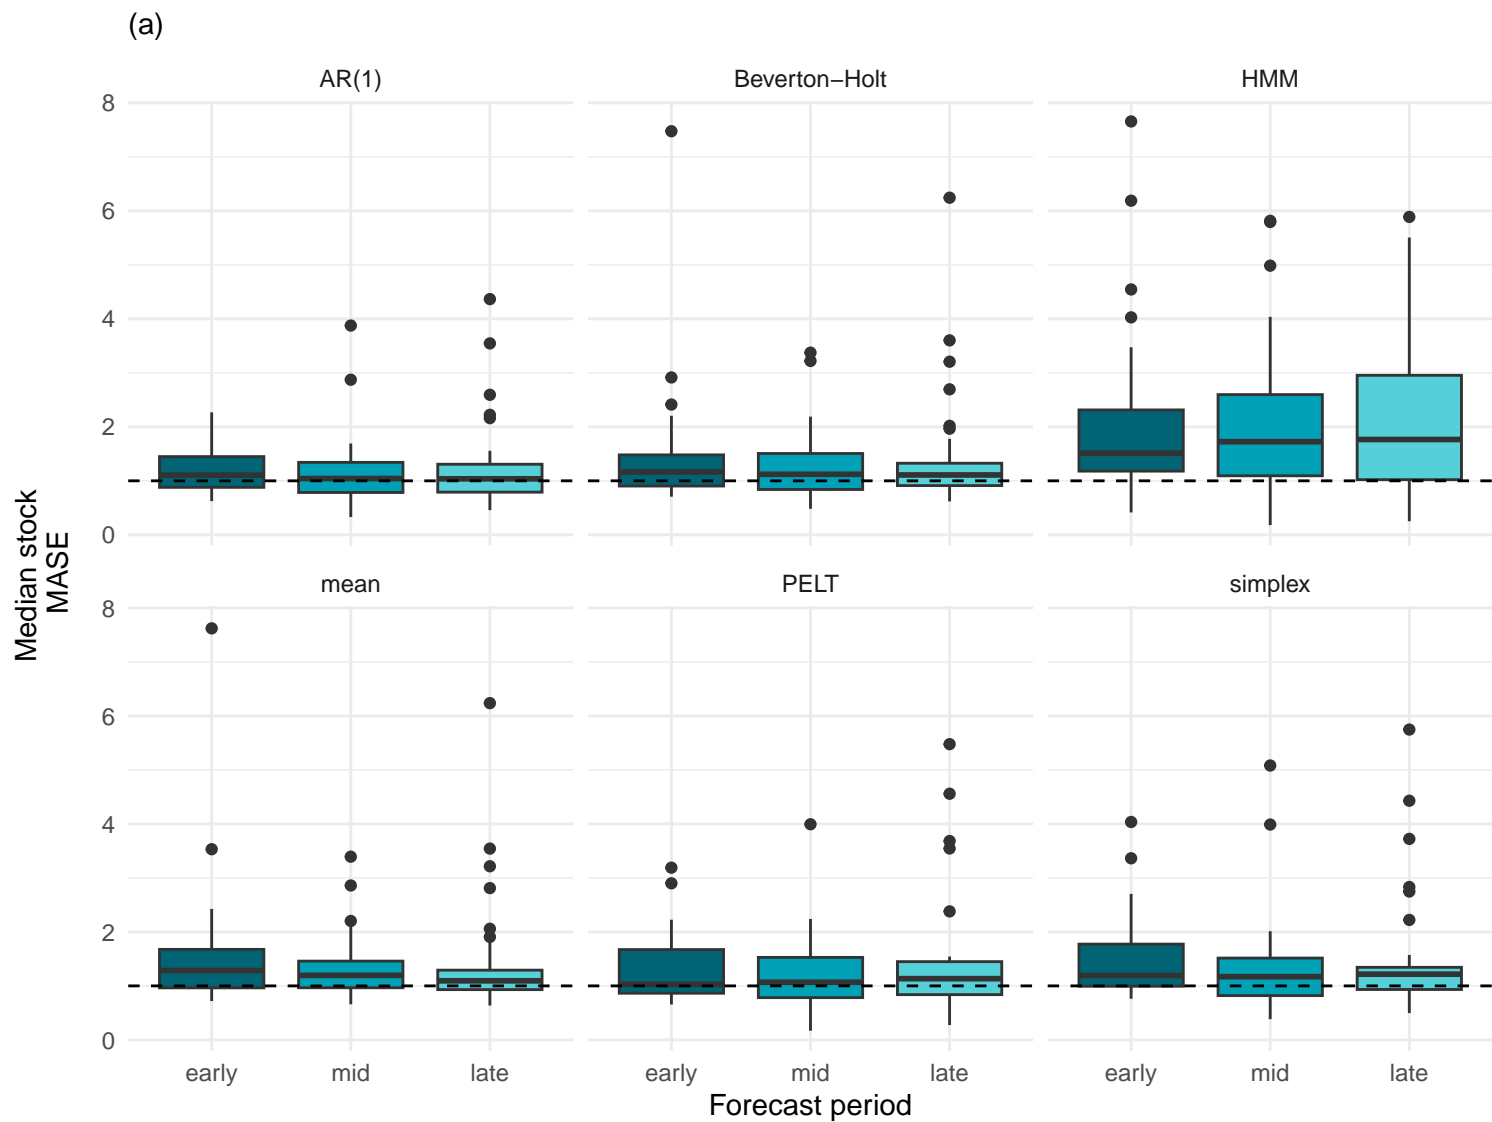 (a)
AR(1)
Beverton−Holt
HMM
8
6
4
2
0
mean
PELT
simplex
8
6
4
2
0
Median stock
MASE
early
mid
late
early
mid
late
early
mid
late
Forecast period